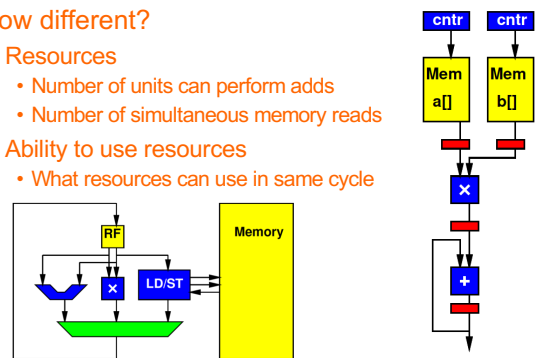 ow different?
Resources
• Number of units can perform adds
• Number of simultaneous memory reads
Ability to use resources
• What resources can use in same cycle
RF
×
LD/ST
Memory
cntr cntr
Mem Mem
a[] b[]
×
+